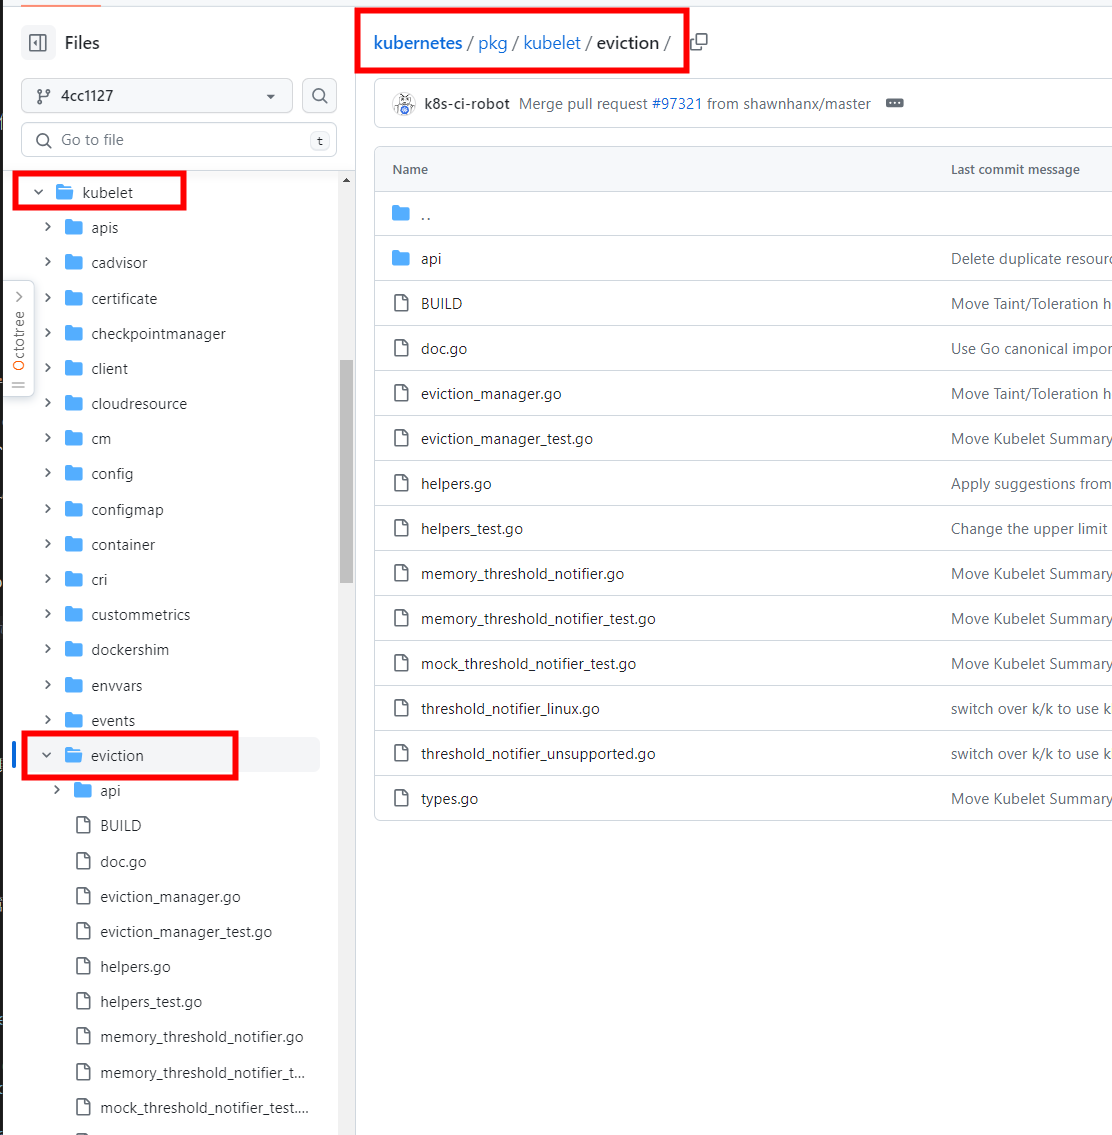 Files
4cc1127
Go to file
t
kubelet
apis
cadvisor
certificate
checkpointmanager
client
cloudresource
cm
config
configmap
container
cri
custommetrics
dockershim
envvars
events
eviction
api
BUILD
doc.go
eviction_manager.go
eviction_manager_test.go
helpers.go
helpers_test.go
memory_threshold_notifier.go
memory_threshold_notifier_t...
mock_threshold_notifier_test....
Octotree
kubernetes / pkg / kubelet / eviction /
k8s-ci-robot Merge pull request #97321 from shawnhanx/master
Name Last commit message
..
api Delete duplicate resourc
BUILD Move Taint/Toleration h
doc.go Use Go canonical impor
eviction_manager.go Move Taint/Toleration h
eviction_manager_test.go Move Kubelet Summary
helpers.go Apply suggestions from
helpers_test.go Change the upper limit
memory_threshold_notifier.go Move Kubelet Summary
memory_threshold_notifier_test.go Move Kubelet Summary
mock_threshold_notifier_test.go Move Kubelet Summary
threshold_notifier_linux.go switch over k/k to use k
threshold_notifier_unsupported.go switch over k/k to use k
types.go Move Kubelet Summary